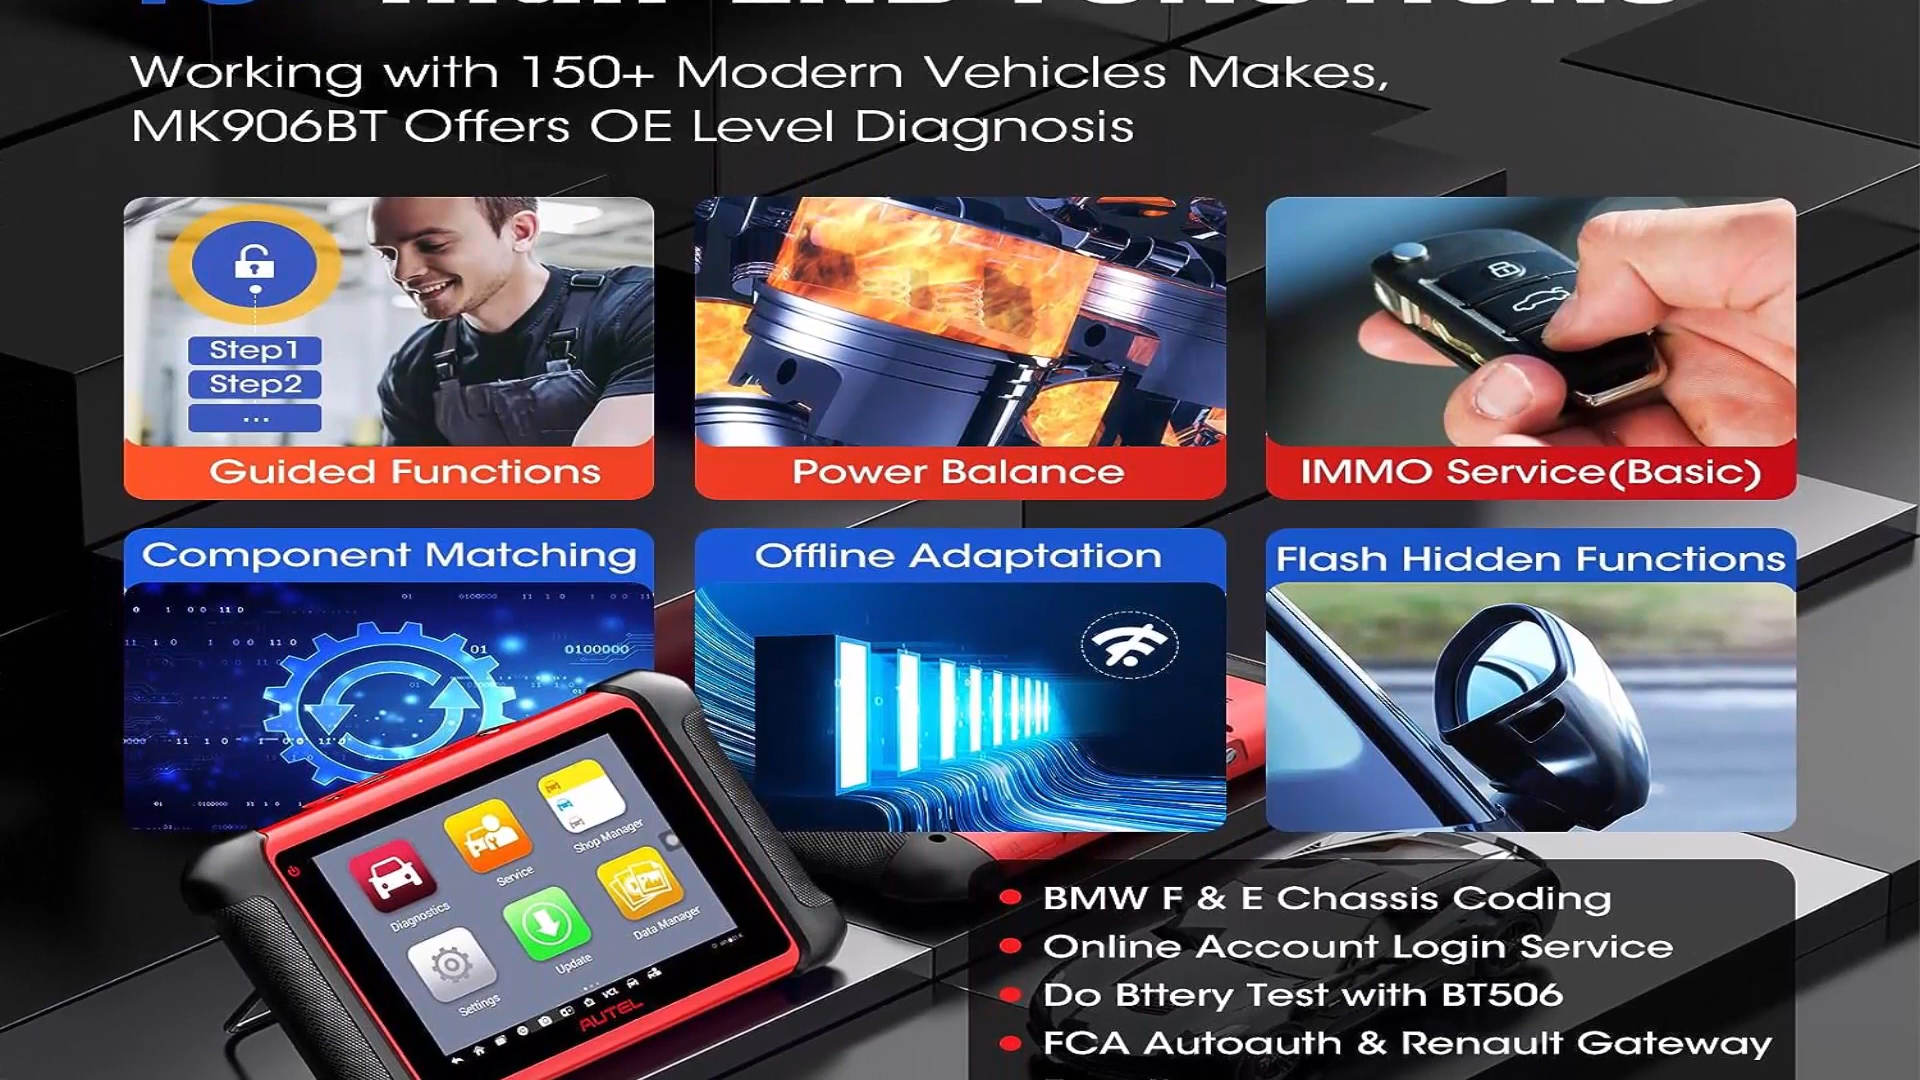 Working with 150+ Modern Vehicles Makes,
MK906BT Offers OE Level Diagnosis
Step1
Step2
...
Guided Functions
Power Balance
IMMO Service(Basic)
Component Matching
Offline Adaptation
Flash Hidden Functions
0100000
Diagnostics
Service
Shop Manager
Settings
Update
Data Manager
VCI
AUTEL
BMW F & E Chassis Coding
Online Account Login Service
Do Bttery Test with BT506
FCA Autoauth & Renault Gateway